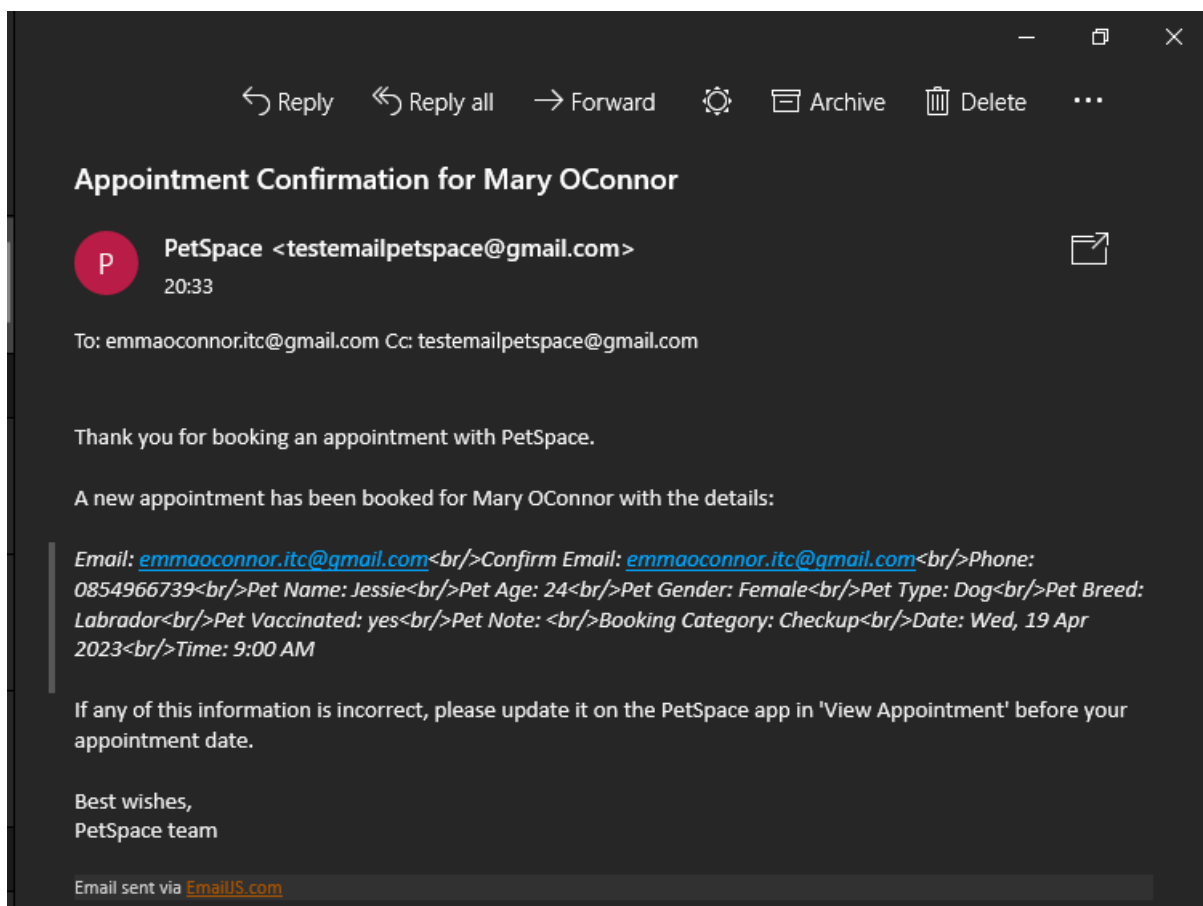 Reply Reply all Forward Archive Delete
Appointment Confirmation for Mary OConnor
P
PetSpace <testemailpetspace@gmail.com>
20:33
To: emmaoconnor.itc@gmail.com Cc: testemailpetspace@gmail.com
Thank you for booking an appointment with PetSpace.
A new appointment has been booked for Mary OConnor with the details:
Email: emmaoconnor.itc@gmail.com<br/>Confirm Email: emmaoconnor.itc@gmail.com<br/>Phone:
0854966739<br/>Pet Name: Jessie<br/>Pet Age: 24<br/>Pet Gender: Female<br/>Pet Type: Dog<br/>Pet Breed:
Labrador<br/>Pet Vaccinated: yes<br/>Pet Note: <br/>Booking Category: Checkup<br/>Date: Wed, 19 Apr
2023<br/>Time: 9:00 AM
If any of this information is incorrect, please update it on the PetSpace app in 'View Appointment' before your
appointment date.
Best wishes,
PetSpace team
Email sent via EmailJS.com